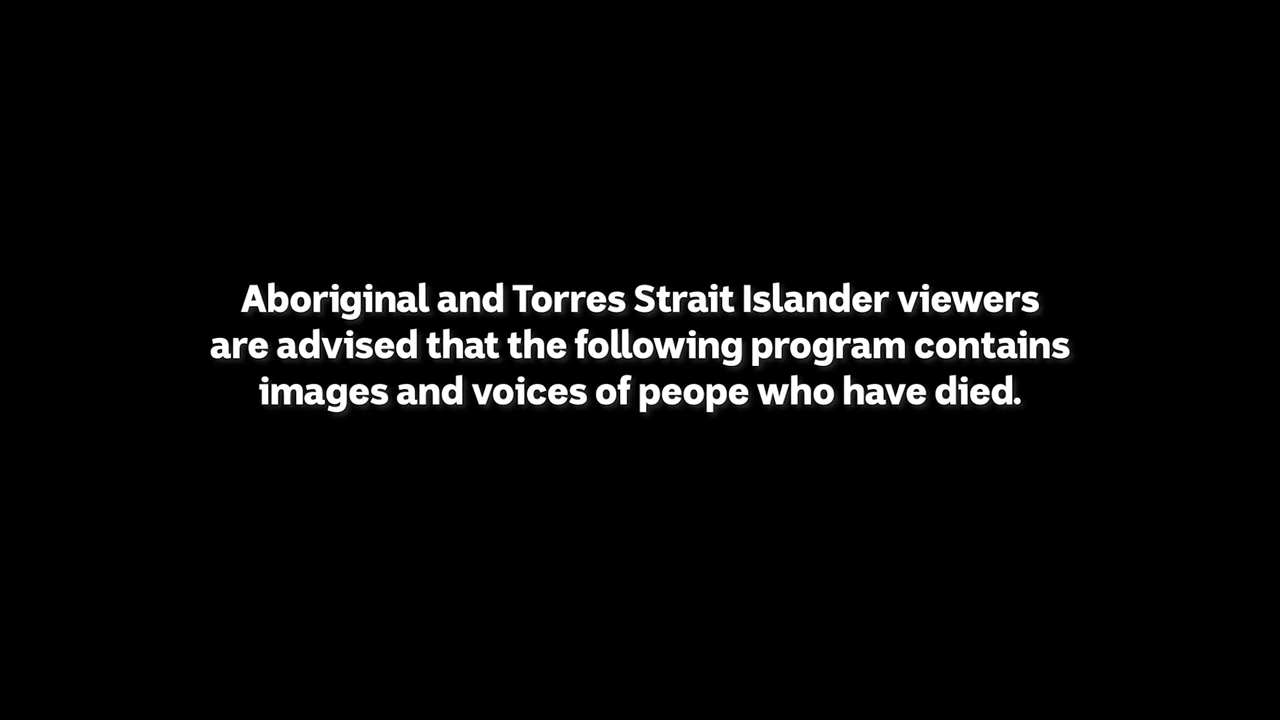 Aboriginal and Torres Strait Islander viewers
are advised that the following program contains
images and voices of peope who have died.